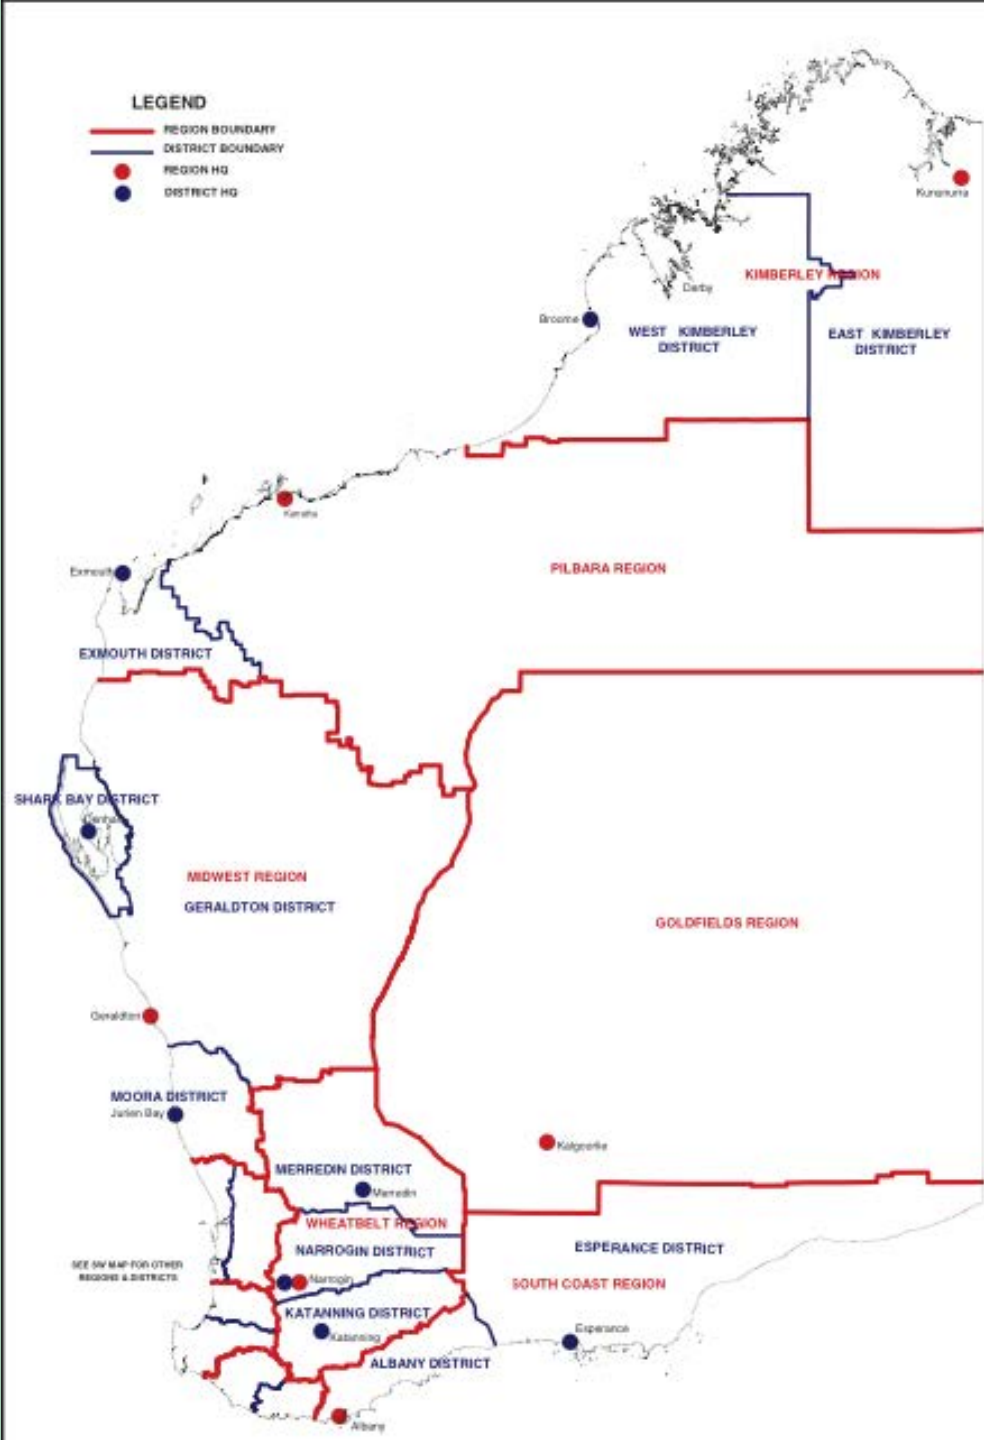 LEGEND
REGION BOUNDARY
DISTRICT BOUNDARY
REGION HQ
DISTRICT HQ
Kununurra
KIMBERLEY REGION
Derby
Broome
WEST KIMBERLEY
DISTRICT
EAST KIMBERLEY
DISTRICT
Karratha
Exmouth
PILBARA REGION
EXMOUTH DISTRICT
SHARK BAY DISTRICT
Denham
MIDWEST REGION
GERALDTON DISTRICT
GOLDFIELDS REGION
Geraldton
MOORA DISTRICT
Jurien Bay
Kalgoorlie
MERREDIN DISTRICT
Merredin
WHEATBELT REGION
NARROGIN DISTRICT
ESPERANCE DISTRICT
SEE SW MAP FOR OTHER
REGIONS & DISTRICTS
Narrogin
SOUTH COAST REGION
KATANNING DISTRICT
Katanning
Esperance
ALBANY DISTRICT
Albany